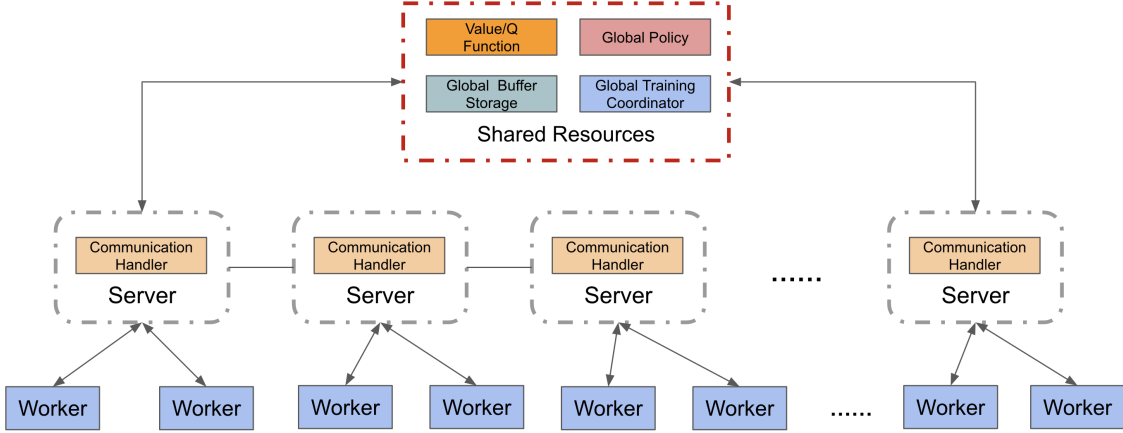 Value/Q
Function
Global Policy
Global Buffer
Storage
Global Training
Coordinator
Shared Resources
Communication
Handler
Server
Communication
Handler
Server
Communication
Handler
Server
......
Communication
Handler
Server
Worker
Worker
Worker
Worker
Worker
Worker
......
Worker
Worker